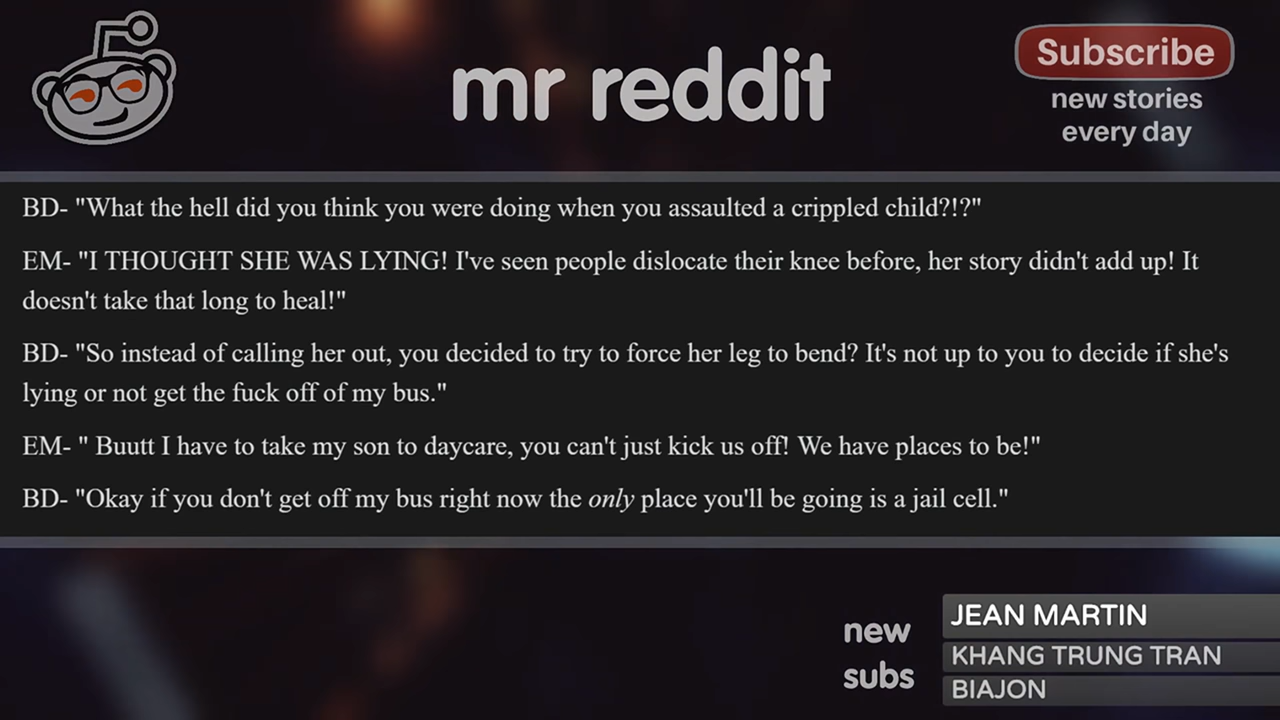 mr reddit
Subscribe
new stories
every day
BD- "What the hell did you think you were doing when you assaulted a crippled child?!?"
EM- "I THOUGHT SHE WAS LYING! I've seen people dislocate their knee before, her story didn't add up! It
doesn't take that long to heal!"
BD- "So instead of calling her out, you decided to try to force her leg to bend? It's not up to you to decide if she's
lying or not get the fuck off of my bus."
EM- " Buutt I have to take my son to daycare, you can't just kick us off! We have places to be!"
BD- "Okay if you don't get off my bus right now the only place you'll be going is a jail cell."
new
subs
JEAN MARTIN
KHANG TRUNG TRAN
BIAJON